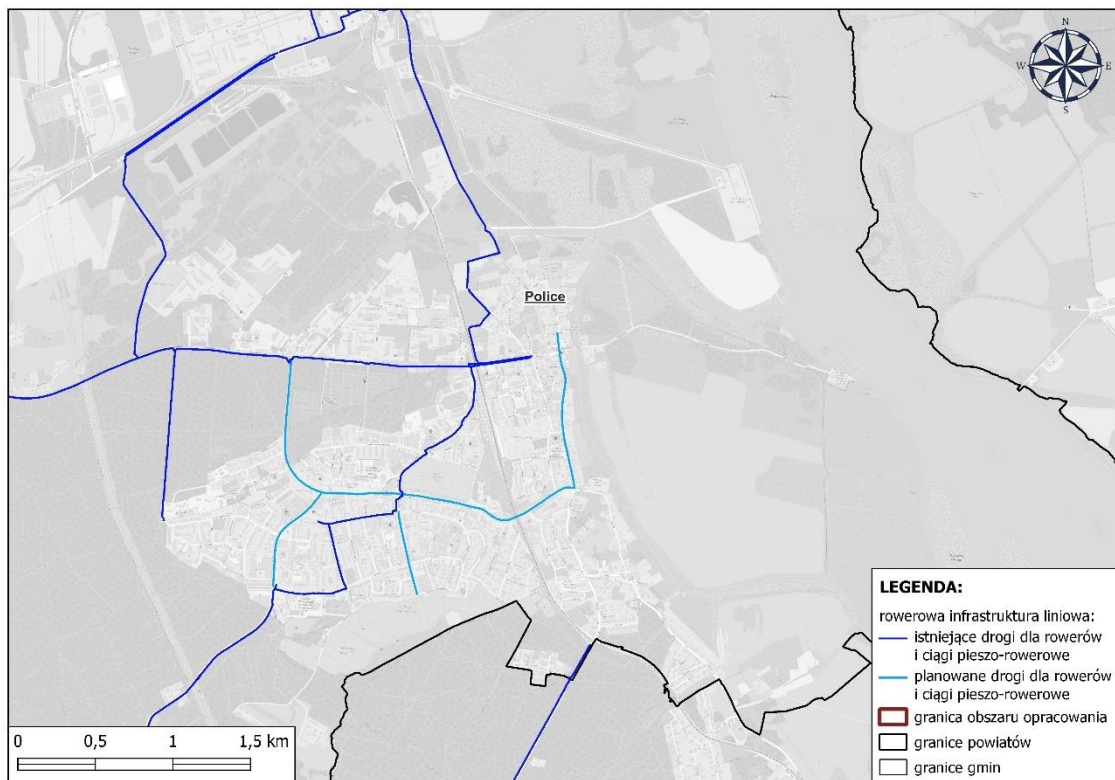 N
W E
S
Police
LEGENDA:
rowerowa infrastruktura liniowa:
istniejące drogi dla rowerów
i ciągi pieszo-rowerowe
planowane drogi dla rowerów
i ciągi pieszo-rowerowe
granica obszaru opracowania
granice powiatów
granice gmin
0 0,5 1 1,5 km